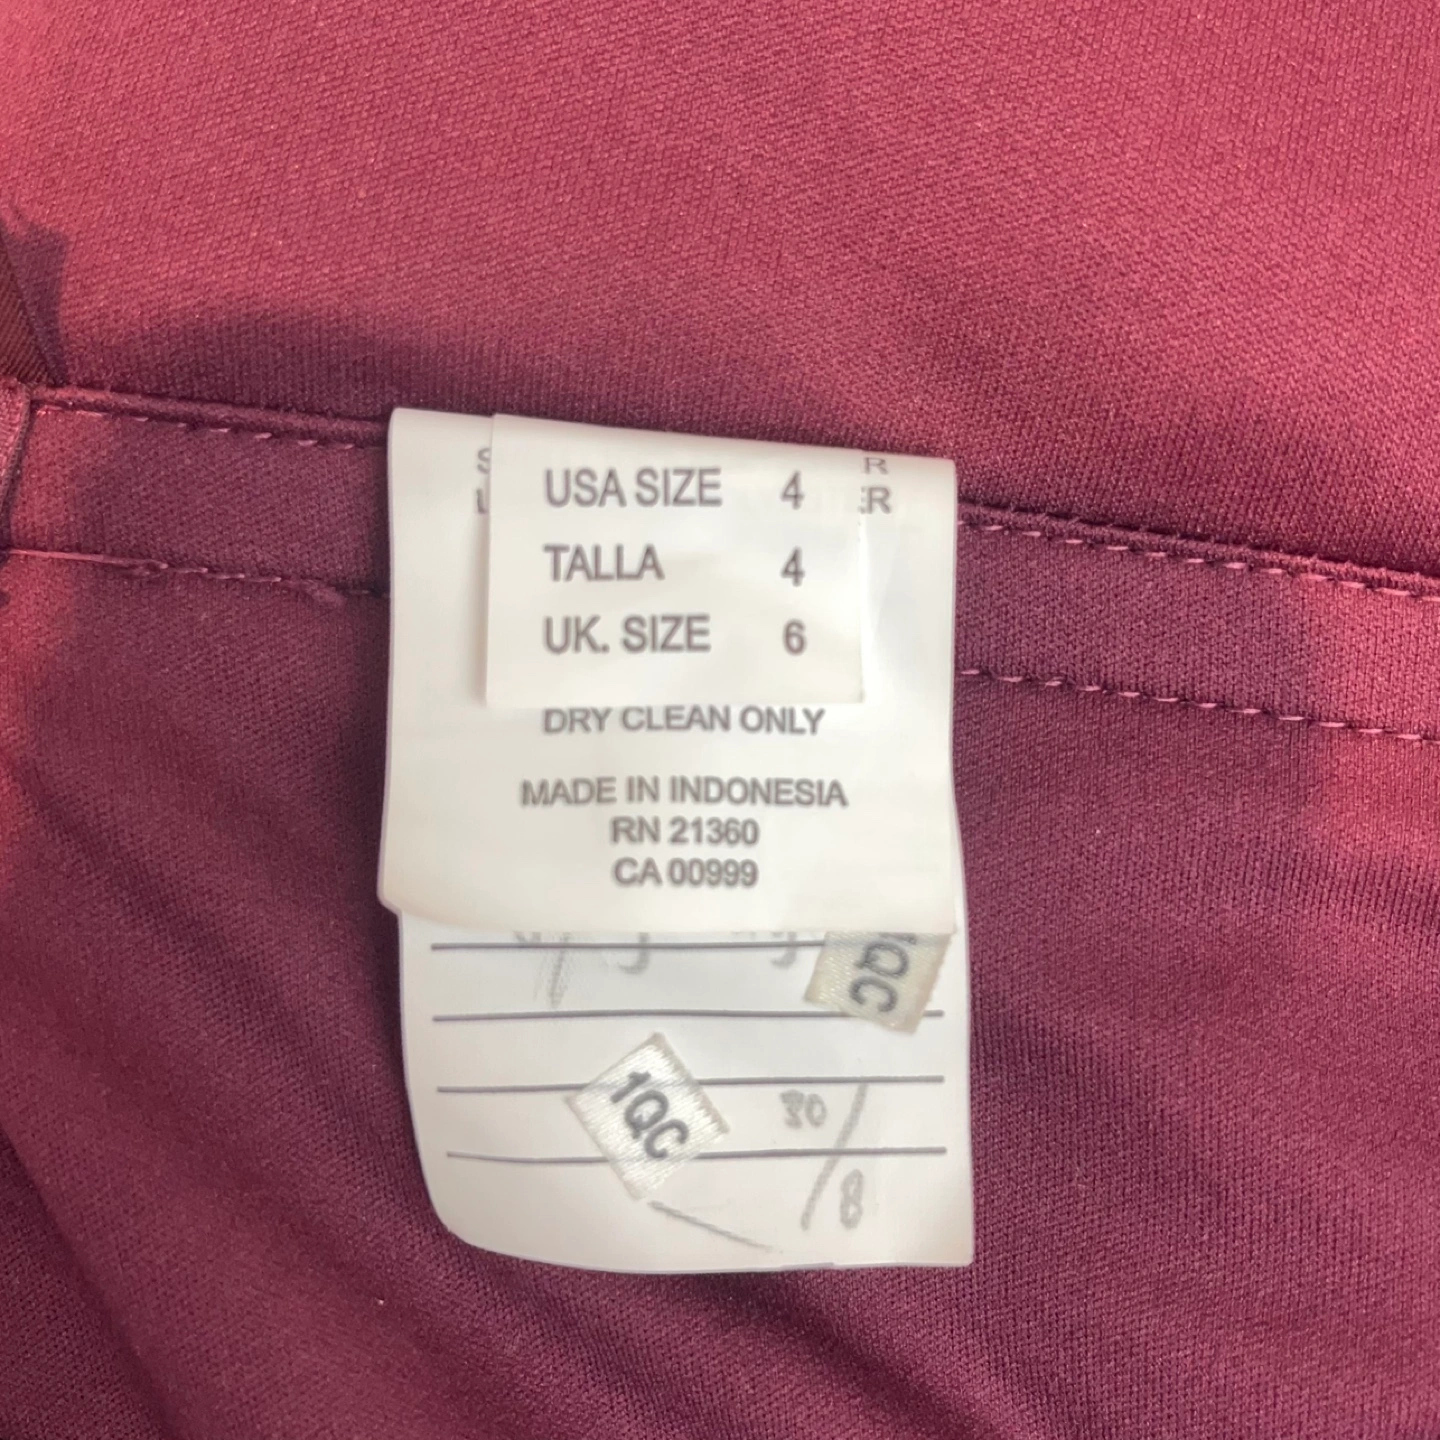 USA SIZE 4
TALLA 4
UK. SIZE 6
DRY CLEAN ONLY
MADE IN INDONESIA
RN 21360
CA 00999
1QC
1QC
30/8